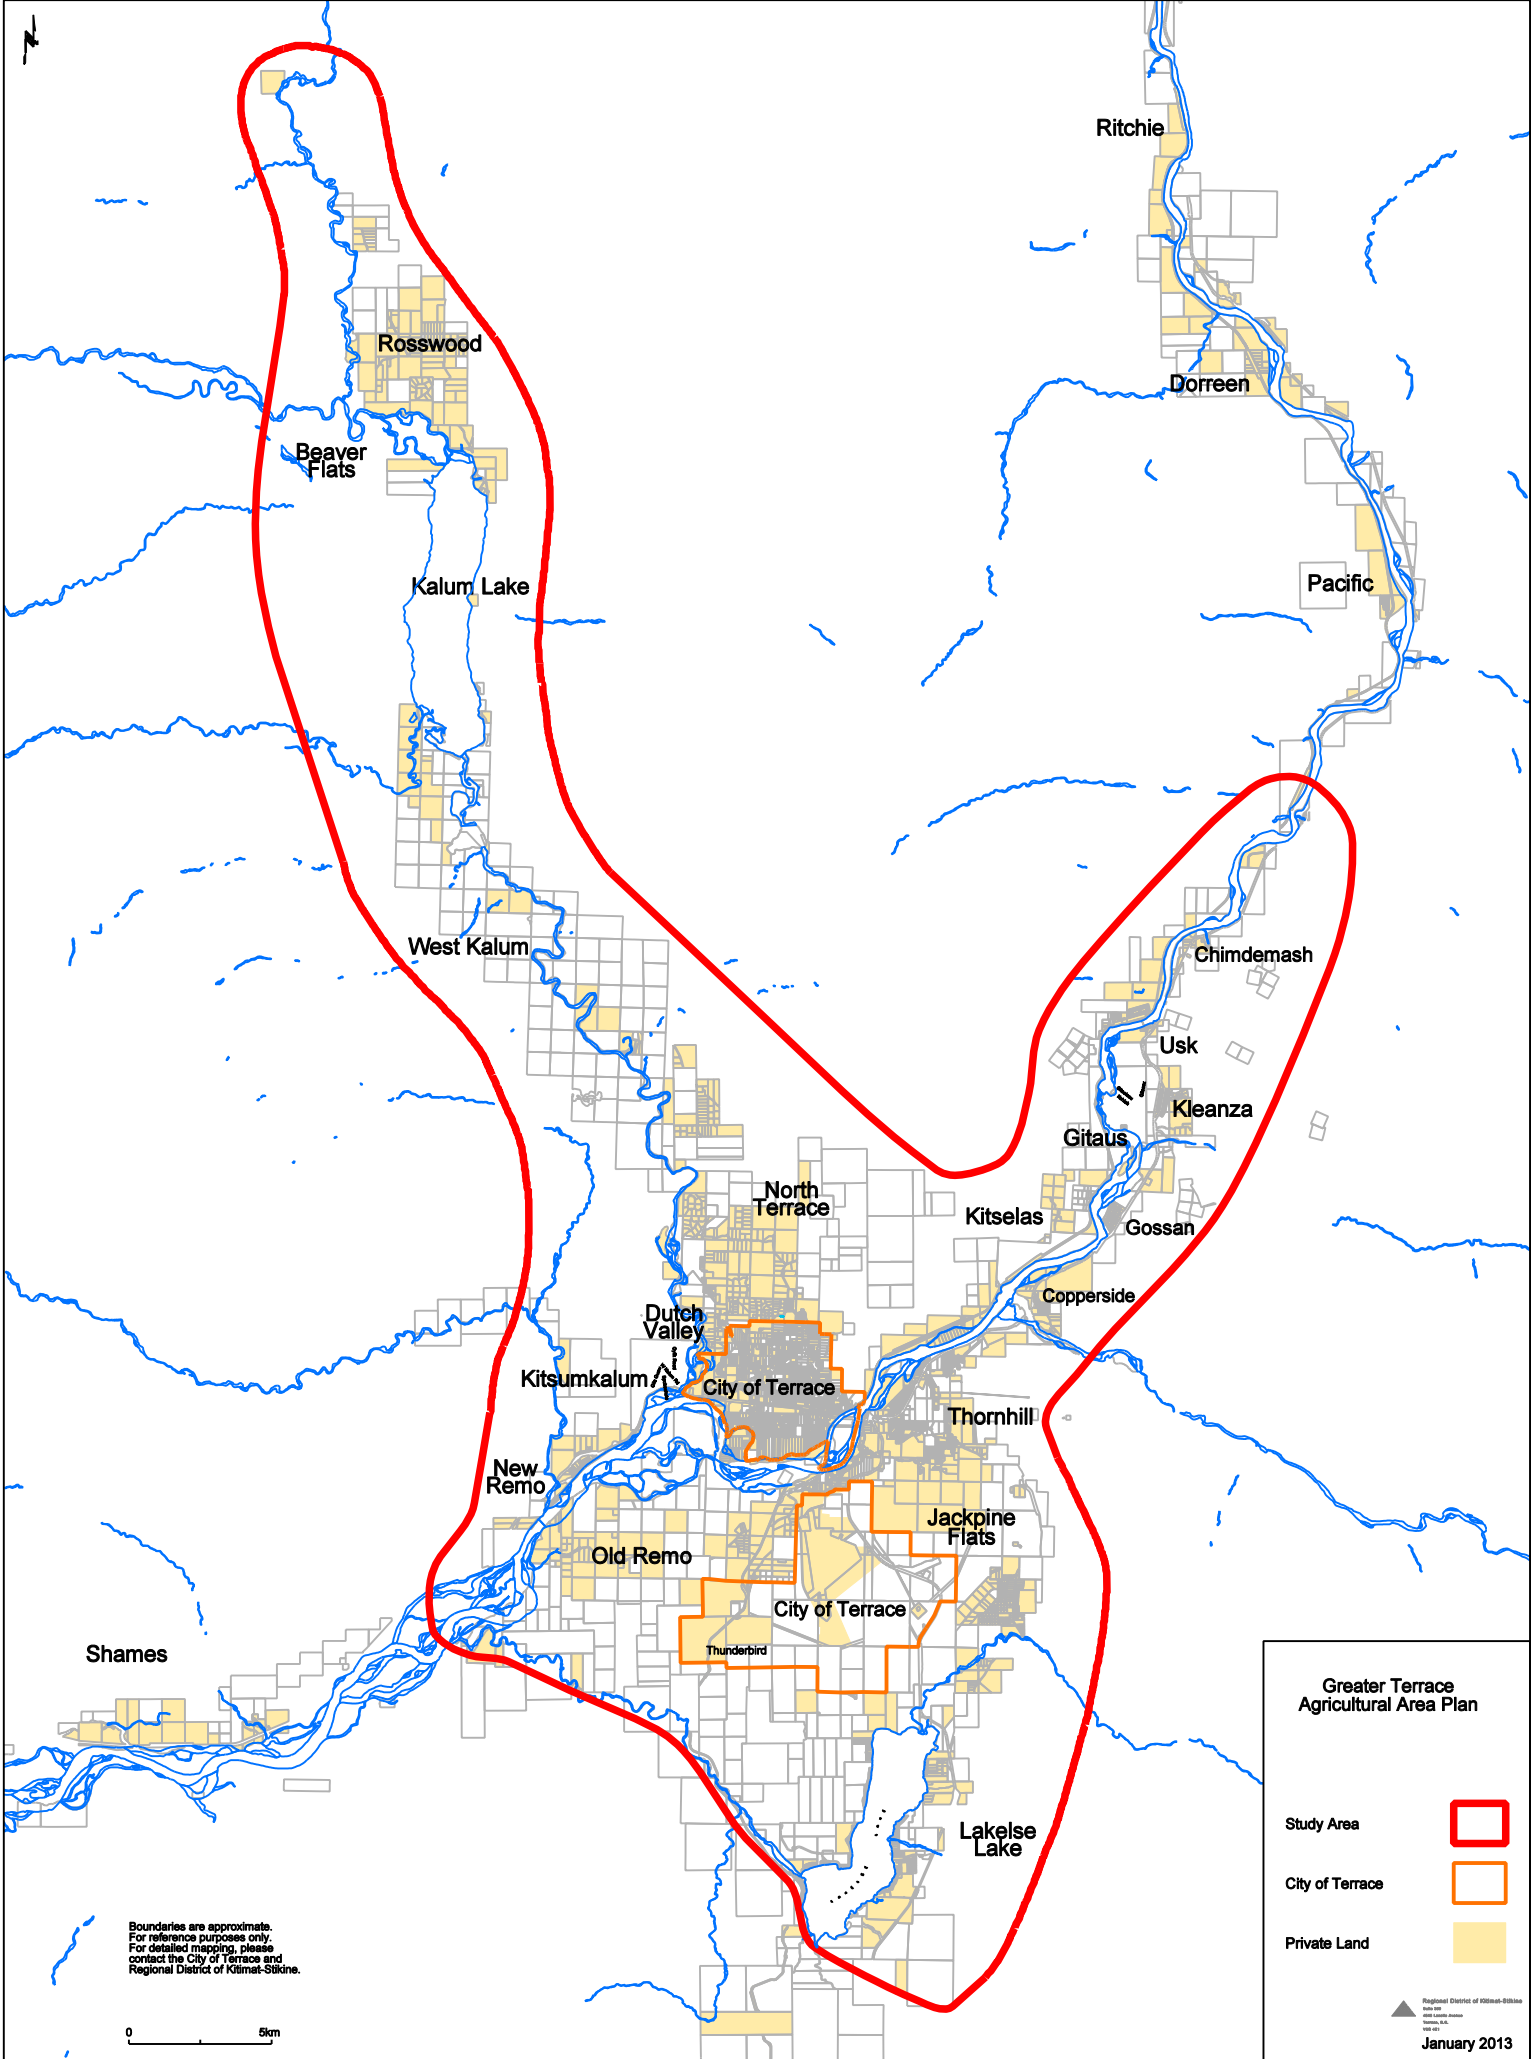 Ritchie
Rosswood
Dorreen
Beaver
Flats
Kalum Lake
Pacific
West Kalum
Chimdemash
Usk
Kleanza
Gitaus
North
Terrace
Kitselas
Gossan
Copperside
Dutch
Valley
Kitsumkalum
City of Terrace
Thornhill
New
Remo
Jackpine
Flats
Old Remo
City of Terrace
Thunderbird
Shames
Lakelse
Lake
Greater Terrace
Agricultural Area Plan
Study Area
City of Terrace
Private Land
Boundaries are approximate.
For reference purposes only.
For detailed mapping, please
contact the City of Terrace and
Regional District of Kitimat-Stikine.
0 5km
Regional District of Kitimat-Stikine
January 2013